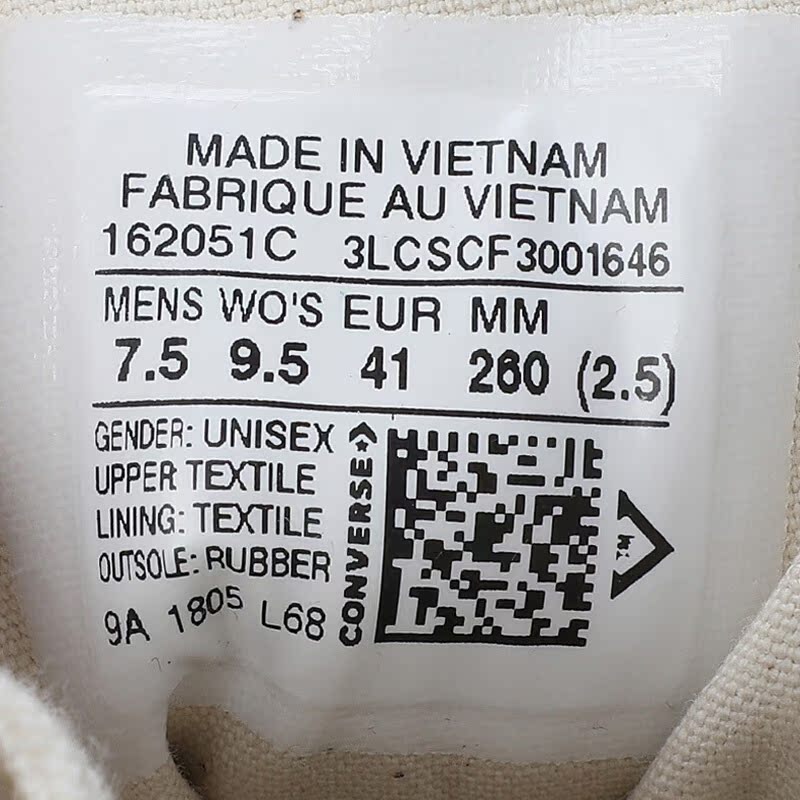 MADE IN VIETNAM
FABRIQUE AU VIETNAM
162051C 3LCSCF3001646
MENS WO'S EUR MM
7.5 9.5 41 260 (2.5)
GENDER: UNISEX
UPPER TEXTILE
LINING: TEXTILE
OUTSOLE: RUBBER
9A 1805 L68
CONVERSE